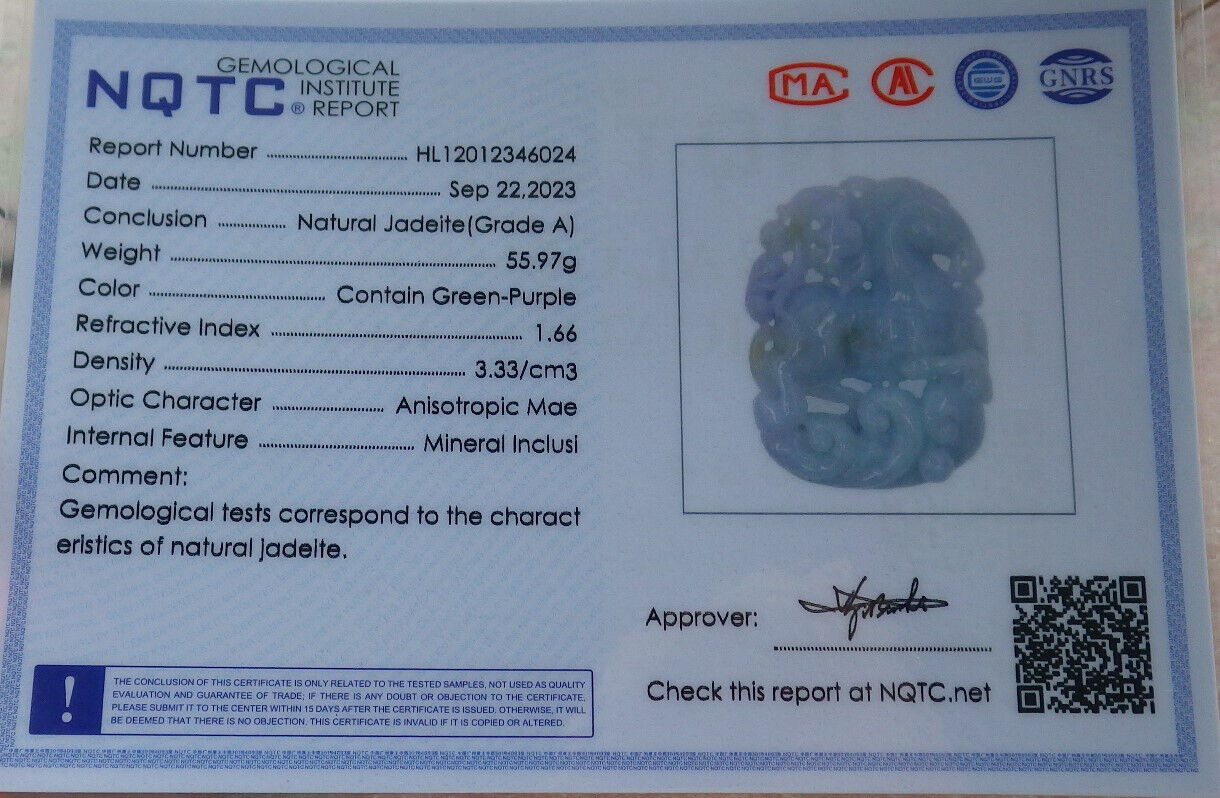 NQTC® GEMOLOGICAL
INSTITUTE
REPORT
MA
AL
CEWG
GNRS
Report Number ........ HL12012346024
Date ........ Sep 22,2023
Conclusion ........ Natural Jadeite(Grade A)
Weight ........ 55.97g
Color ........ Contain Green-Purple
Refractive Index ........ 1.66
Density ........ 3.33/cm3
Optic Character ........ Anisotropic Mae
Internal Feature ........ Mineral Inclusi
Comment:
Gemological tests correspond to the charact
eristics of natural jadeite.
Approver:
Check this report at NQTC.net
! THE CONCLUSION OF THIS CERTIFICATE IS ONLY RELATED TO THE TESTED SAMPLES, NOT USED AS QUALITY
EVALUATION AND GUARANTEE OF TRADE; IF THERE IS ANY DOUBT OR OBJECTION TO THE CERTIFICATE,
PLEASE SUBMIT IT TO THE CENTER WITHIN 15 DAYS AFTER THE CERTIFICATE IS ISSUED. OTHERWISE, IT WILL
BE DEEMED THAT THERE IS NO OBJECTION. THIS CERTIFICATE IS INVALID IF IT IS COPIED OR ALTERED.